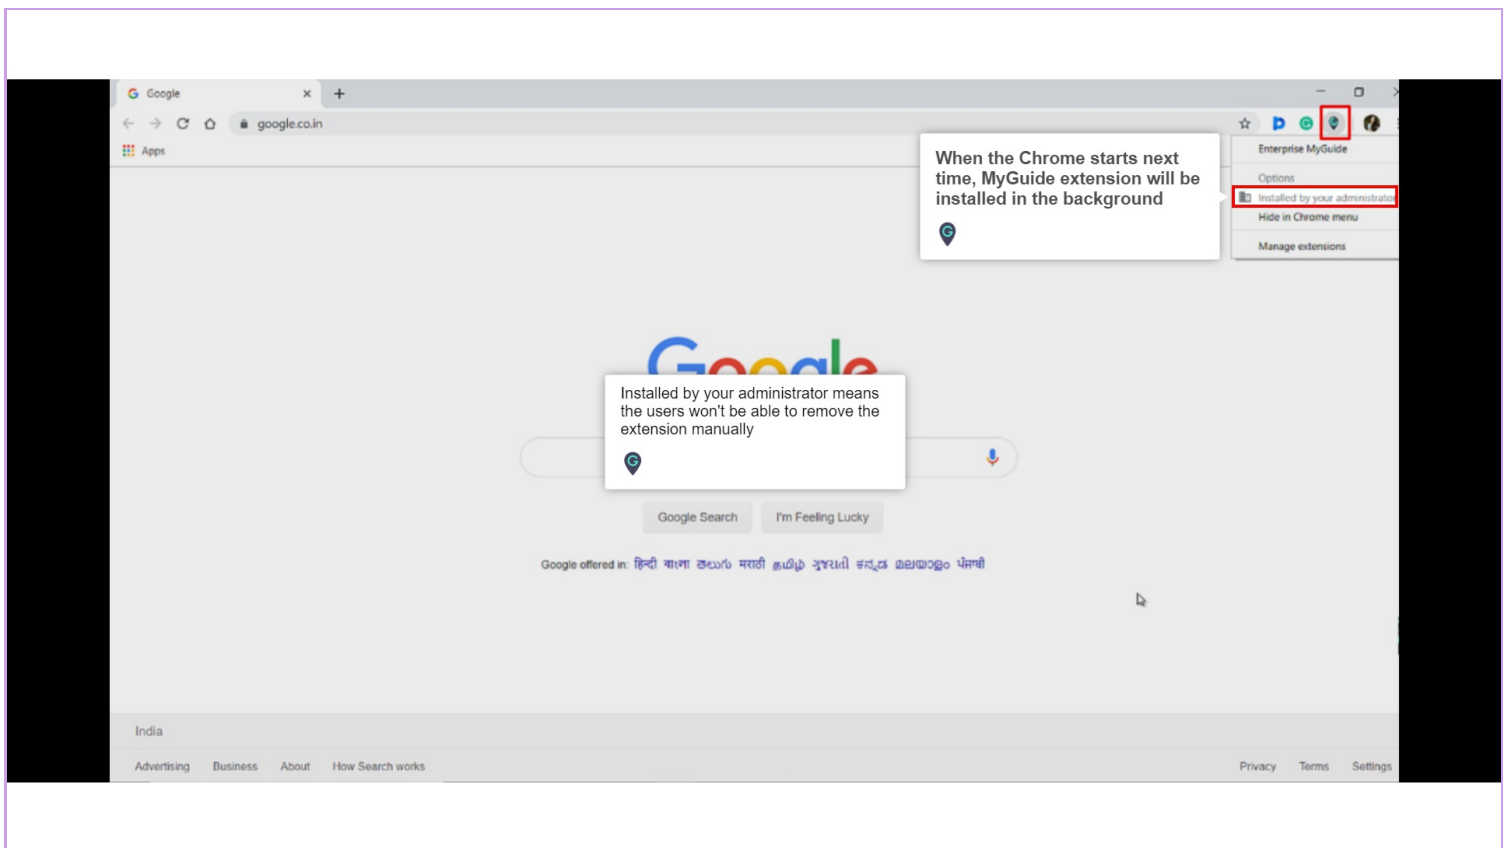 Google
google.co.in
Apps
When the Chrome starts next
time, MyGuide extension will be
installed in the background
Enterprise MyGuide
Options
Installed by your administrator
Hide in Chrome menu
Manage extensions
Google
Installed by your administrator means
the users won't be able to remove the
extension manually
Google Search
I'm Feeling Lucky
Google offered in: हिन्दी বাংলা తెలుగు मराठी தமிழ் ગુજરાતી ಕನ್ನಡ മലയാളം ਪੰਜਾਬੀ
India
Advertising Business About How Search works
Privacy Terms Settings